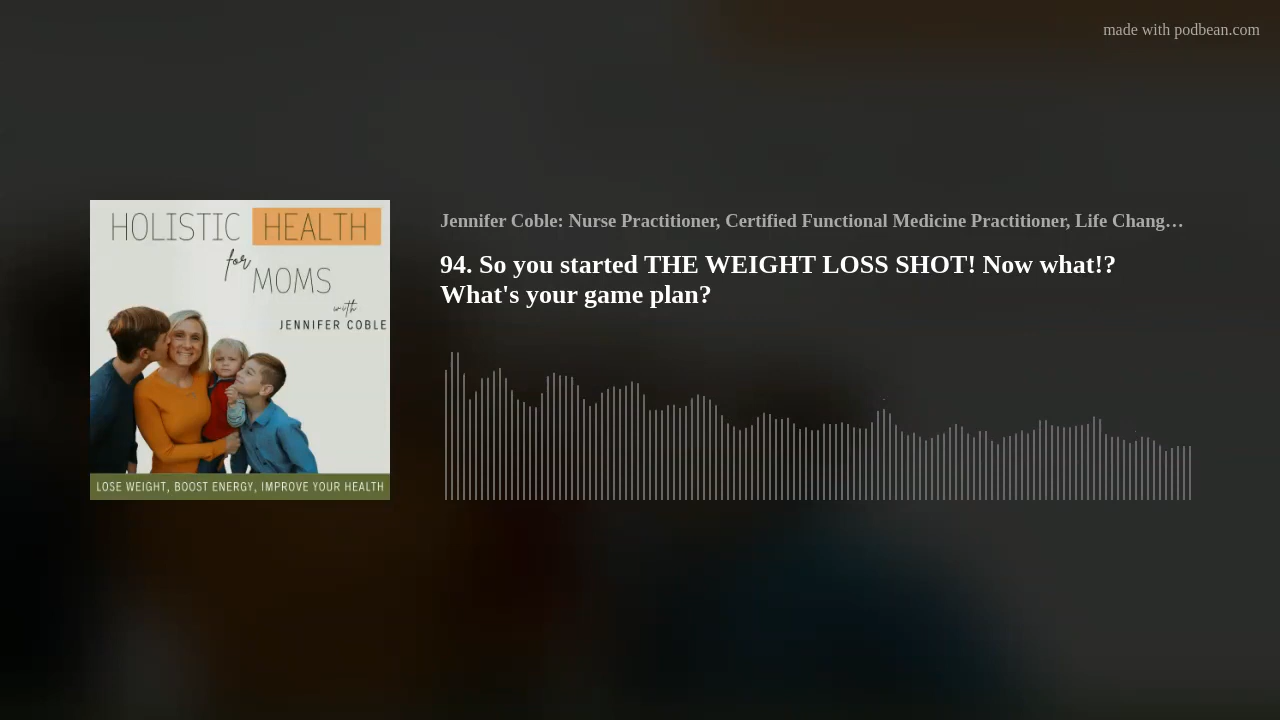 made with podbean.com
HOLISTIC HEALTH
for
MOMS
with
JENNIFER COBLE
LOSE WEIGHT, BOOST ENERGY, IMPROVE YOUR HEALTH
Jennifer Coble: Nurse Practitioner, Certified Functional Medicine Practitioner, Life Chang…
94. So you started THE WEIGHT LOSS SHOT! Now what!?
What's your game plan?